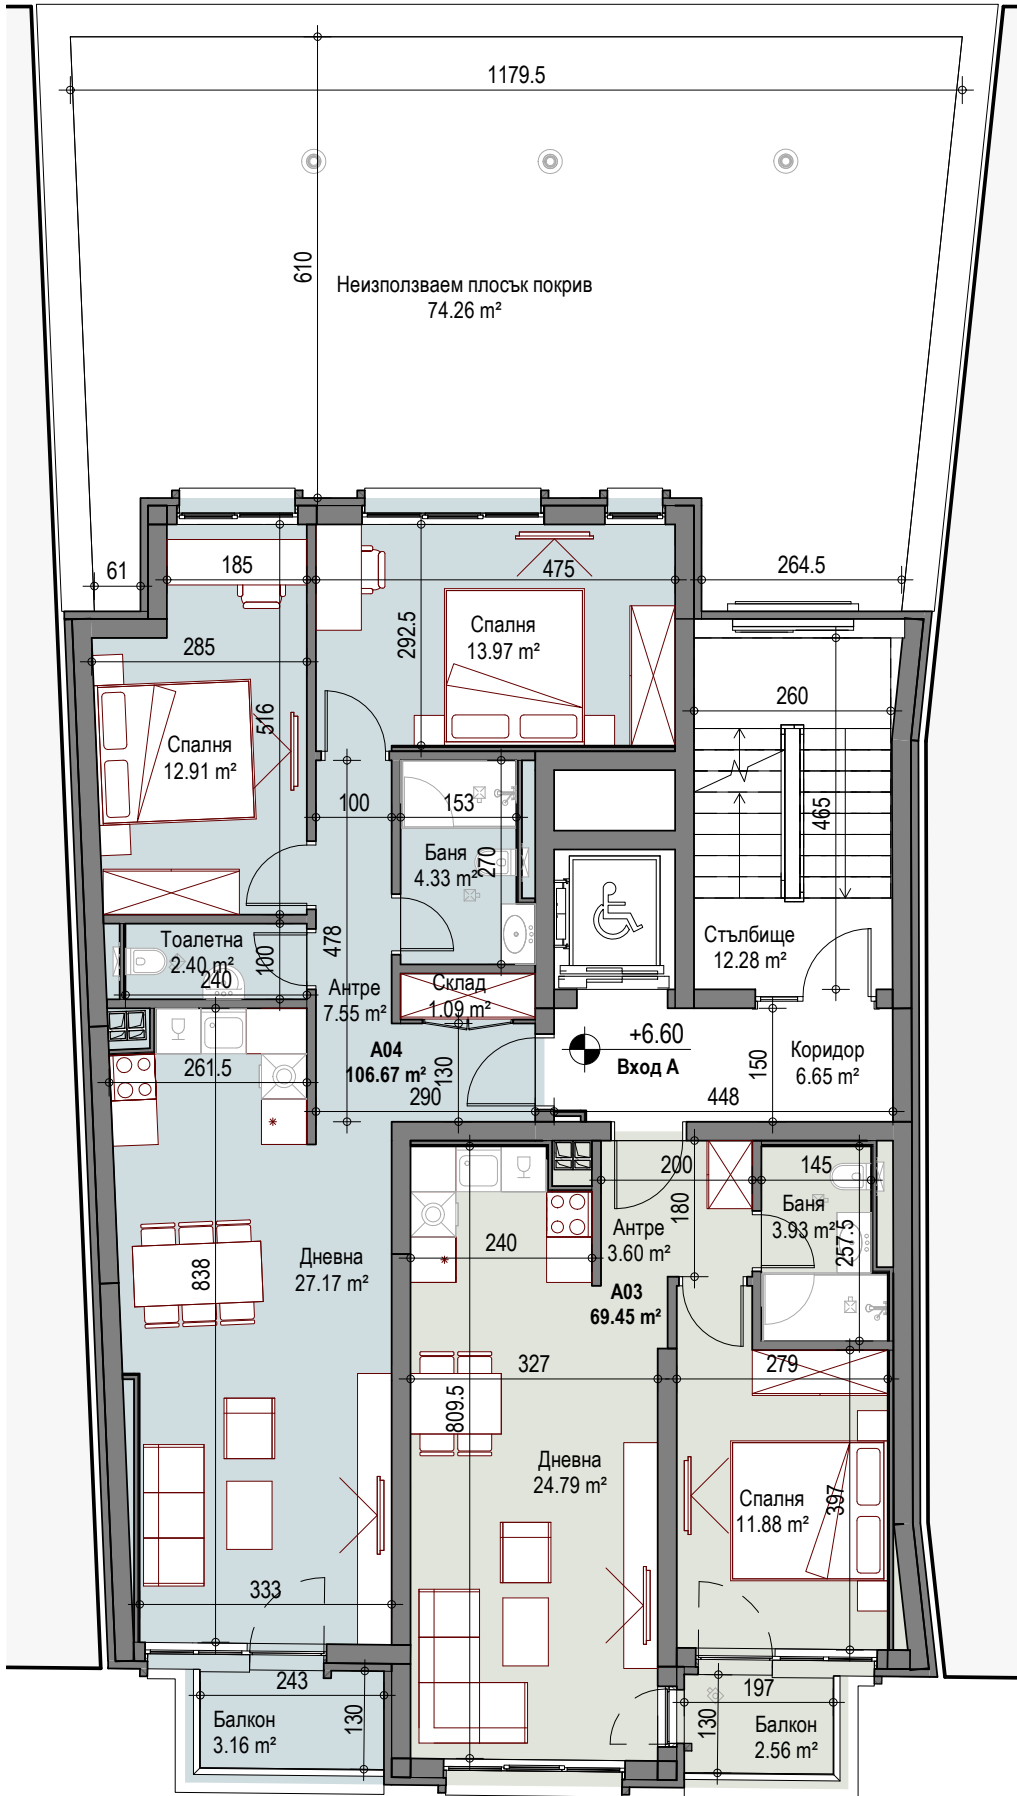 1179.5
610
Неизползваем плосък покрив
74.26 m²
61
185
475
264.5
292.5
Спалня
13.97 m²
285
516
260
Спалня
12.91 m²
100
153
465
Баня
4.33 m²
270
478
Тоалетна
2.40 m²
100
240
Антре
7.55 m²
Склад
1.09 m²
Стълбище
12.28 m²
+6.60
Вход А
A04
106.67 m²
130
150
Коридор
6.65 m²
261.5
290
448
200
145
180
Баня
3.93 m²
257.5
Антре
3.60 m²
240
838
Дневна
27.17 m²
A03
69.45 m²
327
279
809.5
Дневна
24.79 m²
Спалня
11.88 m²
397
333
243
130
Балкон
3.16 m²
197
130
Балкон
2.56 m²